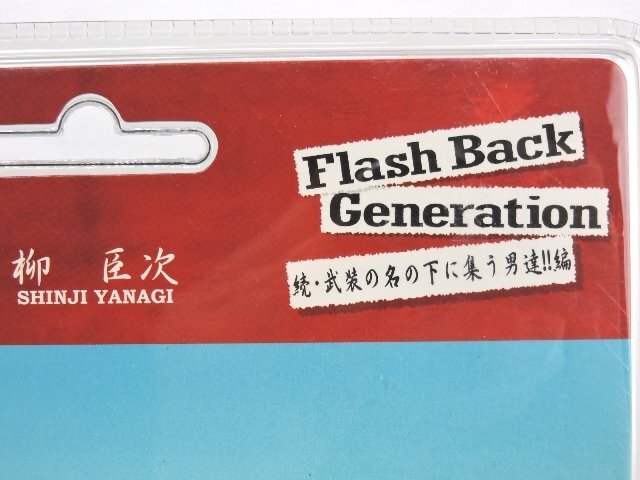 Flash Back
Generation
続・武装の名の下に集う男達!!編
柳 臣次
SHINJI YANAGI